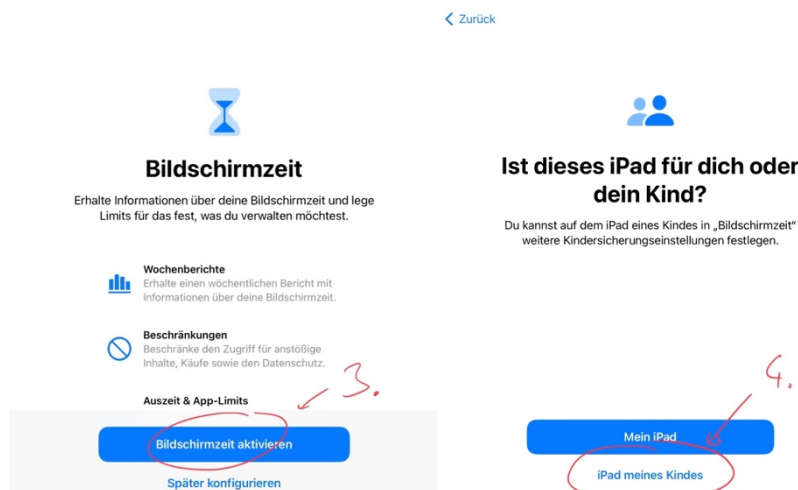 Bildschirmzeit
Erhalte Informationen über deine Bildschirmzeit und lege
Limits für das fest, was du verwalten möchtest.
Wochenberichte
Erhalte einen wöchentlichen Bericht mit
Informationen über deine Bildschirmzeit.
Beschränkungen
Beschränke den Zugriff für anstößige
Inhalte, Käufe sowie den Datenschutz.
Auszeit & App-Limits
3.
Bildschirmzeit aktivieren
Später konfigurieren
Zurück
Ist dieses iPad für dich oder
dein Kind?
Du kannst auf dem iPad eines Kindes in „Bildschirmzeit"
weitere Kindersicherungseinstellungen festlegen.
4.
Mein iPad
iPad meines Kindes